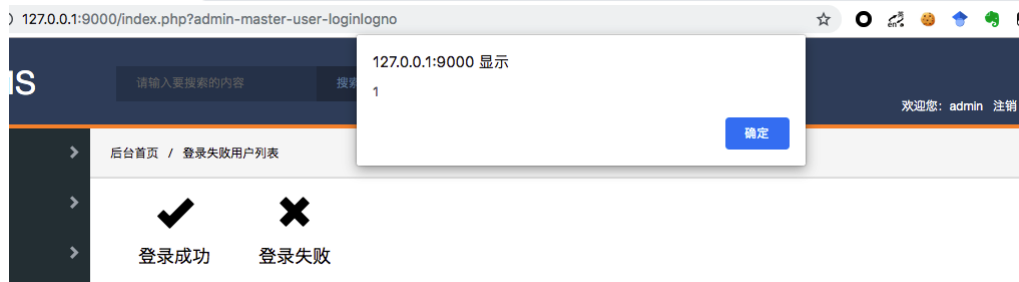 127.0.0.1:9000/index.php?admin-master-user-loginlogno
127.0.0.1:9000 显示
1
确定
IS
请输入要搜索的内容
搜索
欢迎您：admin 注销
后台首页 / 登录失败用户列表
登录成功 登录失败